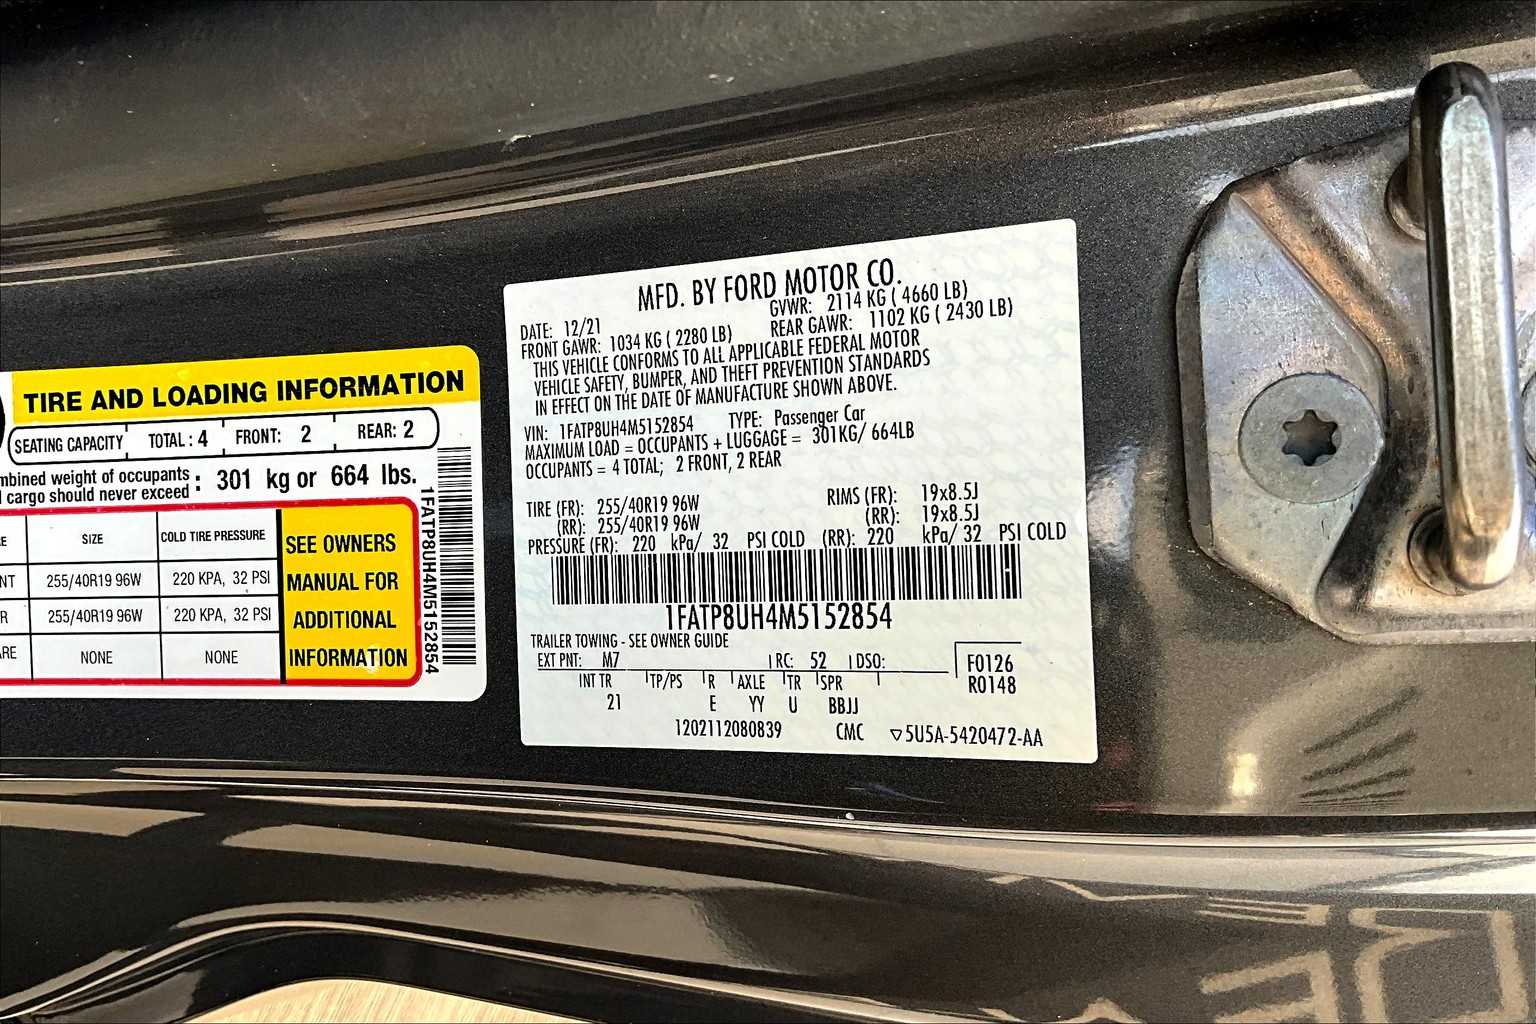 TIRE AND LOADING INFORMATION
SEATING CAPACITY TOTAL : 4 FRONT: 2 REAR: 2
of occupants
cargo should never exceed : 301 kg or 664 lbs.
SIZE COLD TIRE PRESSURE
255/40R19 96W 220 KPA, 32 PSI
255/40R19 96W 220 KPA, 32 PSI
NONE NONE
SEE OWNERS
MANUAL FOR
ADDITIONAL
INFORMATION
1FATP8UH4M5152854
MFD. BY FORD MOTOR CO.
DATE: 12/21 GVWR: 2114 KG ( 4660 LB)
FRONT GAWR: 1034 KG ( 2280 LB) REAR GAWR: 1102 KG ( 2430 LB)
THIS VEHICLE CONFORMS TO ALL APPLICABLE FEDERAL MOTOR
VEHICLE SAFETY, BUMPER, AND THEFT PREVENTION STANDARDS
IN EFFECT ON THE DATE OF MANUFACTURE SHOWN ABOVE.
VIN: 1FATP8UH4M5152854 TYPE: Passenger Car
MAXIMUM LOAD = OCCUPANTS + LUGGAGE = 301KG/ 664LB
OCCUPANTS = 4 TOTAL; 2 FRONT, 2 REAR
TIRE (FR): 255/40R19 96W RIMS (FR): 19x8.5J
(RR): 255/40R19 96W (RR): 19x8.5J
PRESSURE (FR): 220 kPa/ 32 PSI COLD (RR): 220 kPa/ 32 PSI COLD
1FATP8UH4M5152854
TRAILER TOWING - SEE OWNER GUIDE
EXT PNT: M7 RC: 52 DSO: F0126
INT TR TP/PS R AXLE TR SPR R0148
21 E YY U BBJJ
1202112080839 CMC ▽5U5A-5420472-AA